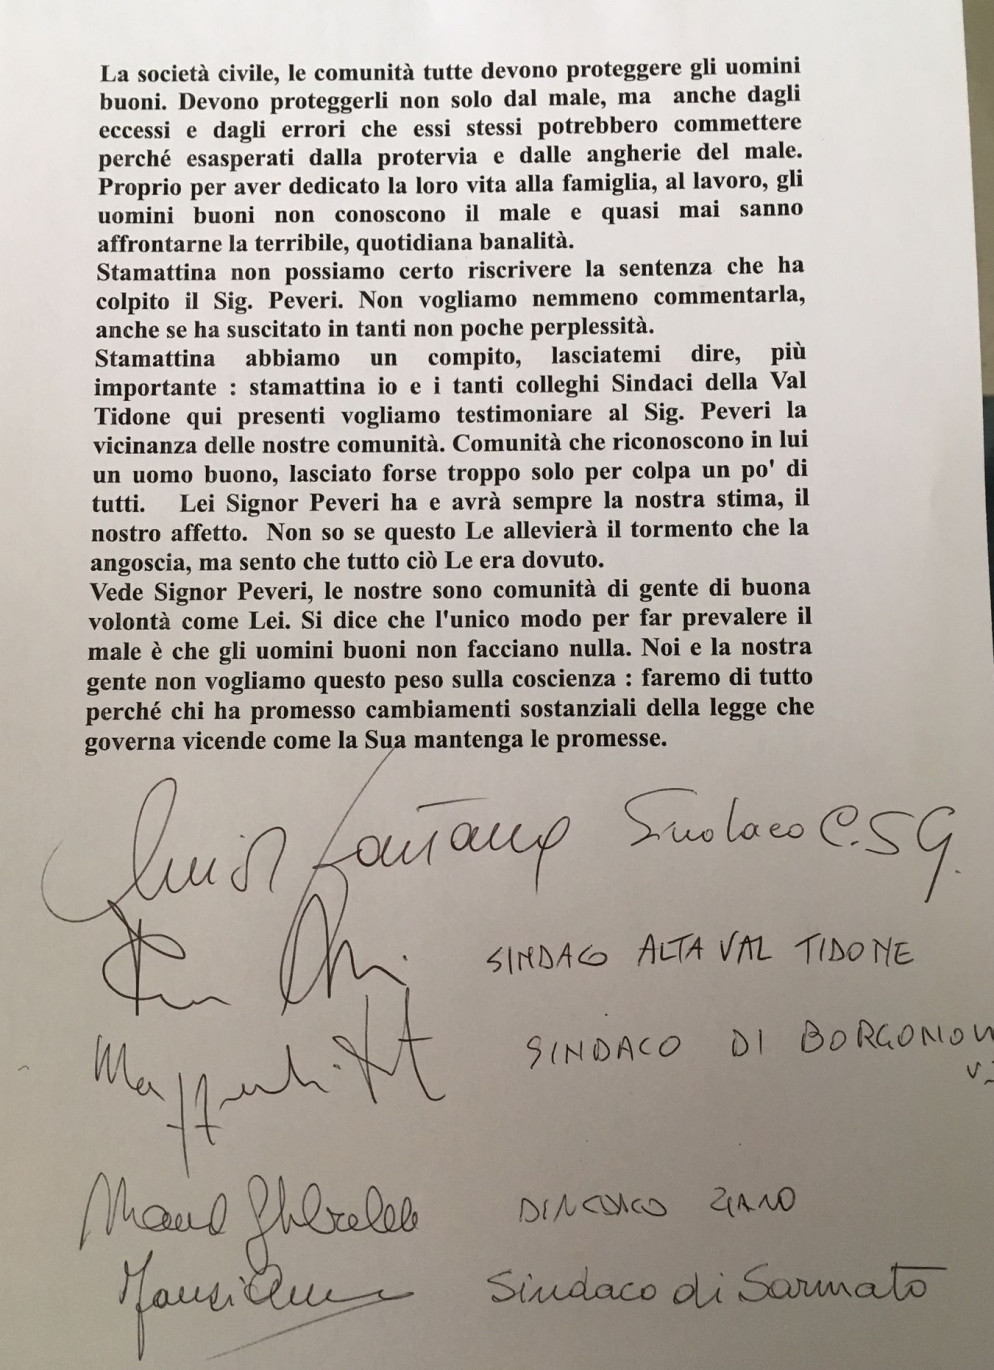 La società civile, le comunità tutte devono proteggere gli uomini
buoni. Devono proteggerli non solo dal male, ma anche dagli
eccessi e dagli errori che essi stessi potrebbero commettere
perché esasperati dalla protervia e dalle angherie del male.
Proprio per aver dedicato la loro vita alla famiglia, al lavoro, gli
uomini buoni non conoscono il male e quasi mai sanno
affrontarne la terribile, quotidiana banalità.
Stamattina non possiamo certo riscrivere la sentenza che ha
colpito il Sig. Peveri. Non vogliamo nemmeno commentarla,
anche se ha suscitato in tanti non poche perplessità.
Stamattina abbiamo un compito, lasciatemi dire, più
importante : stamattina io e i tanti colleghi Sindaci della Val
Tidone qui presenti vogliamo testimoniare al Sig. Peveri la
vicinanza delle nostre comunità. Comunità che riconoscono in lui
un uomo buono, lasciato forse troppo solo per colpa un po' di
tutti. Lei Signor Peveri ha e avrà sempre la nostra stima, il
nostro affetto. Non so se questo Le allevierà il tormento che la
angoscia, ma sento che tutto ciò Le era dovuto.
Vede Signor Peveri, le nostre sono comunità di gente di buona
volontà come Lei. Si dice che l'unico modo per far prevalere il
male è che gli uomini buoni non facciano nulla. Noi e la nostra
gente non vogliamo questo peso sulla coscienza : faremo di tutto
perché chi ha promesso cambiamenti sostanziali della legge che
governa vicende come la Sua mantenga le promesse.
Fontana Sindaco C.S.G.
SINDACO ALTA VAL TIDONE
SINDACO DI BORGONOV
ZIANO
Sindaco di Sarmato